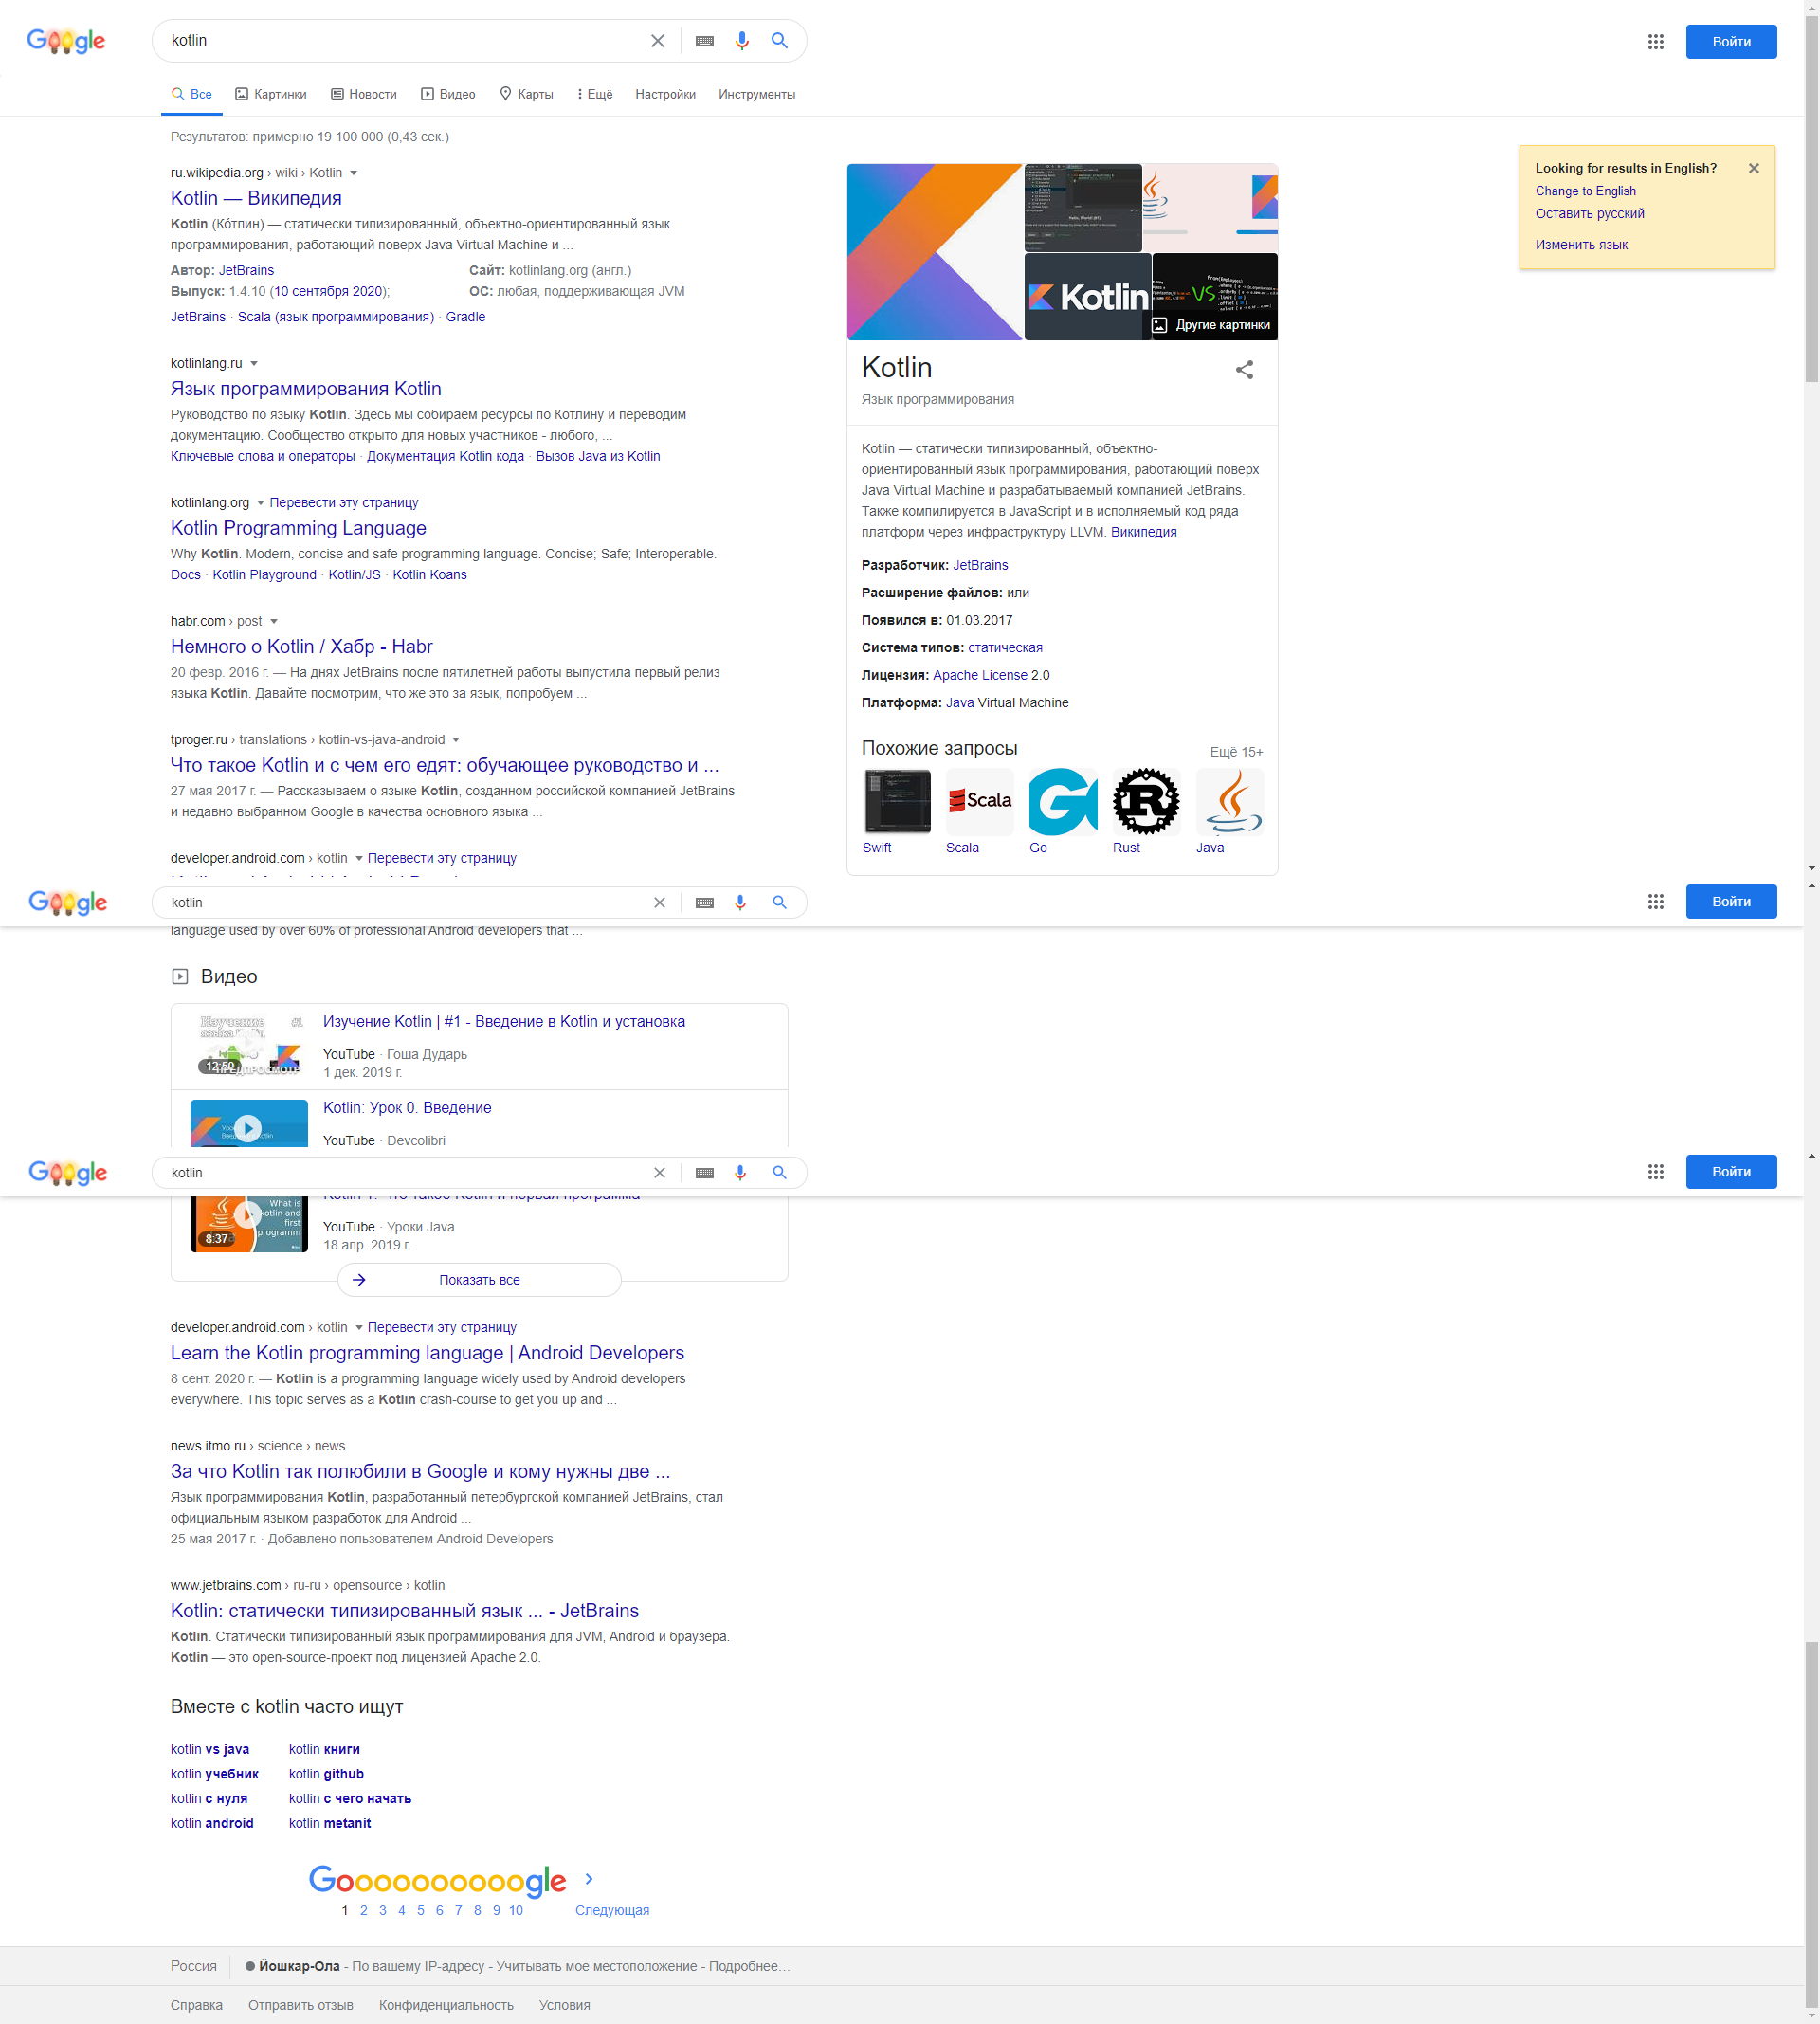 Google
kotlin
Войти
Все
Картинки
Новости
Видео
Карты
Ещё
Настройки
Инструменты
Результатов: примерно 19 100 000 (0,43 сек.)
ru.wikipedia.org › wiki › Kotlin
Kotlin — Википедия
Kotlin (Ко́тлин) — статически типизированный, объектно-ориентированный язык
программирования, работающий поверх Java Virtual Machine и ...
Автор: JetBrains
Сайт: kotlinlang.org (англ.)
Выпуск: 1.4.10 (10 сентября 2020);
ОС: любая, поддерживающая JVM
JetBrains · Scala (язык программирования) · Gradle
kotlinlang.ru
Язык программирования Kotlin
Руководство по языку Kotlin. Здесь мы собираем ресурсы по Котлину и переводим
документацию. Сообщество открыто для новых участников - любого, ...
Ключевые слова и операторы · Документация Kotlin кода · Вызов Java из Kotlin
kotlinlang.org Перевести эту страницу
Kotlin Programming Language
Why Kotlin. Modern, concise and safe programming language. Concise; Safe; Interoperable.
Docs · Kotlin Playground · Kotlin/JS · Kotlin Koans
habr.com › post
Немного о Kotlin / Хабр - Habr
20 февр. 2016 г. — На днях JetBrains после пятилетней работы выпустила первый релиз
языка Kotlin. Давайте посмотрим, что же это за язык, попробуем ...
tproger.ru › translations › kotlin-vs-java-android
Что такое Kotlin и с чем его едят: обучающее руководство и ...
27 мая 2017 г. — Рассказываем о языке Kotlin, созданном российской компанией JetBrains
и недавно выбранном Google в качества основного языка ...
developer.android.com › kotlin Перевести эту страницу
Kotlin
VS
Другие картинки
Kotlin
Язык программирования
Kotlin — статически типизированный, объектно-
ориентированный язык программирования, работающий поверх
Java Virtual Machine и разрабатываемый компанией JetBrains.
Также компилируется в JavaScript и в исполняемый код ряда
платформ через инфраструктуру LLVM. Википедия
Разработчик: JetBrains
Расширение файлов: или
Появился в: 01.03.2017
Система типов: статическая
Лицензия: Apache License 2.0
Платформа: Java Virtual Machine
Похожие запросы
Ещё 15+
Scala
Swift
Scala
Go
Rust
Java
Looking for results in English?
Change to English
Оставить русский
Изменить язык
Google
kotlin
Войти
language used by over 60% of professional Android developers that ...
Видео
Изучение #1
ПРЕДПРОСМОТР
Изучение Kotlin | #1 - Введение в Kotlin и установка
YouTube · Гоша Дударь
1 дек. 2019 г.
Kotlin: Урок 0. Введение
YouTube · Devcolibri
Google
kotlin
Войти
What is
kotlin and
first
programm
8:37
YouTube · Уроки Java
18 апр. 2019 г.
Показать все
developer.android.com › kotlin Перевести эту страницу
Learn the Kotlin programming language | Android Developers
8 сент. 2020 г. — Kotlin is a programming language widely used by Android developers
everywhere. This topic serves as a Kotlin crash-course to get you up and ...
news.itmo.ru › science › news
За что Kotlin так полюбили в Google и кому нужны две ...
Язык программирования Kotlin, разработанный петербургской компанией JetBrains, стал
официальным языком разработок для Android ...
25 мая 2017 г. · Добавлено пользователем Android Developers
www.jetbrains.com › ru-ru › opensource › kotlin
Kotlin: статически типизированный язык ... - JetBrains
Kotlin. Статически типизированный язык программирования для JVM, Android и браузера.
Kotlin — это open-source-проект под лицензией Apache 2.0.
Вместе с kotlin часто ищут
kotlin vs java
kotlin книги
kotlin учебник
kotlin github
kotlin с нуля
kotlin с чего начать
kotlin android
kotlin metanit
Goooooooooogle
1 2 3 4 5 6 7 8 9 10 Следующая
Россия
Йошкар-Ола - По вашему IP-адресу - Учитывать мое местоположение - Подробнее…
Справка
Отправить отзыв
Конфиденциальность
Условия